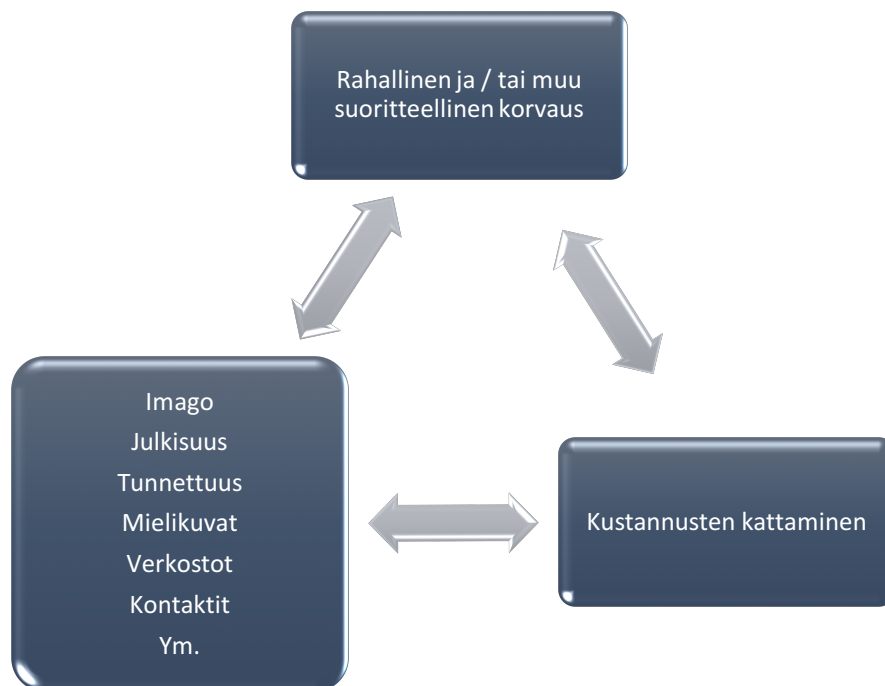 Rahallinen ja / tai muu
suoritteellinen korvaus
Imago
Julkisuus
Tunnettuus
Mielikuvat
Verkostot
Kontaktit
Ym.
Kustannusten kattaminen